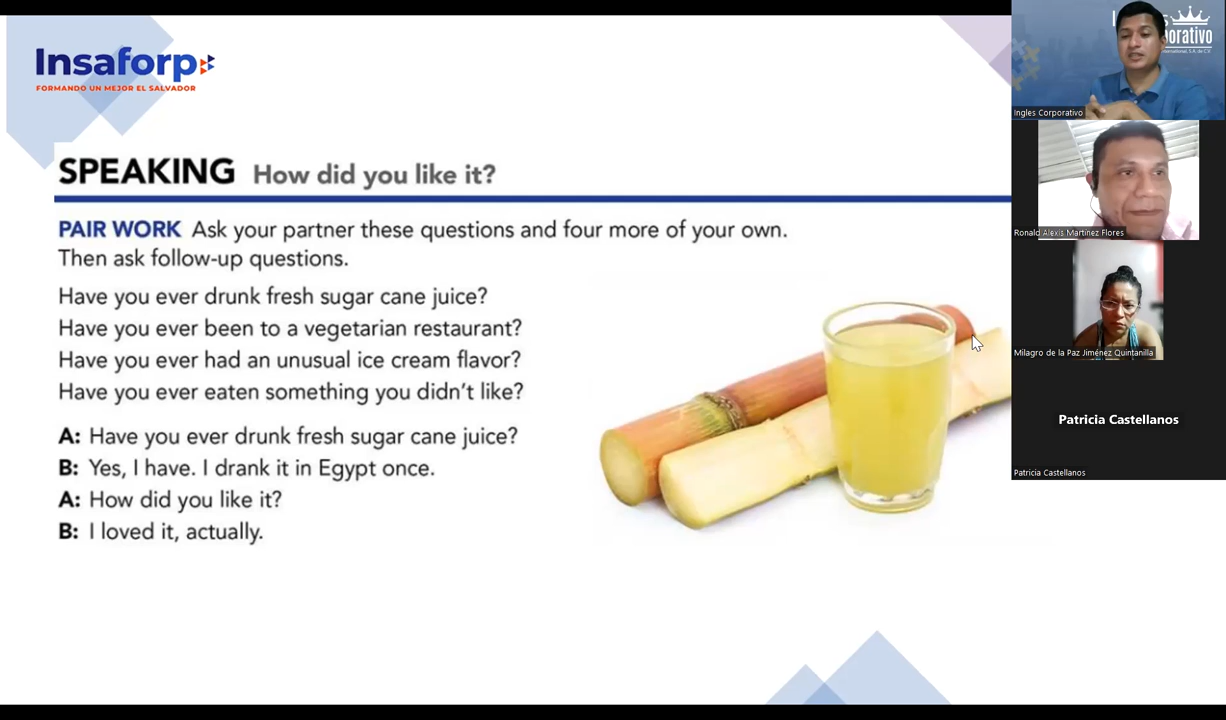 Insaforp
FORMANDO UN MEJOR EL SALVADOR
SPEAKING How did you like it?
PAIR WORK Ask your partner these questions and four more of your own.
Then ask follow-up questions.
Have you ever drunk fresh sugar cane juice?
Have you ever been to a vegetarian restaurant?
Have you ever had an unusual ice cream flavor?
Have you ever eaten something you didn't like?
A: Have you ever drunk fresh sugar cane juice?
B: Yes, I have. I drank it in Egypt once.
A: How did you like it?
B: I loved it, actually.
Ingles Corporativo
Ronald Alexis Martínez Flores
Milagro de la Paz Jiménez Quintanilla
Patricia Castellanos
Patricia Castellanos